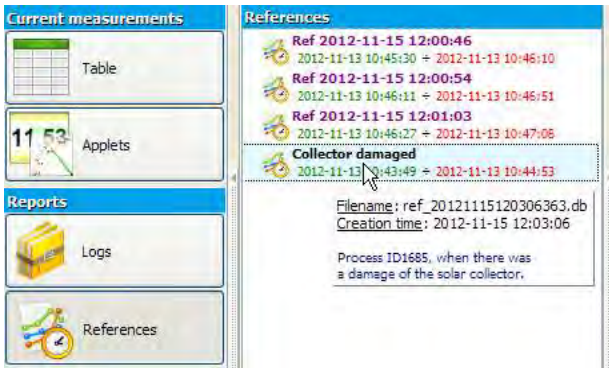 Current measurements
Table
11 53
Applets
Reports
Logs
References
References
Ref 2012-11-15 12:00:46
2012-11-13 10:45:30 ÷ 2012-11-13 10:46:10
Ref 2012-11-15 12:00:54
2012-11-13 10:46:11 ÷ 2012-11-13 10:46:51
Ref 2012-11-15 12:01:03
2012-11-13 10:46:27 ÷ 2012-11-13 10:47:06
Collector damaged
2012-11-13 10:43:49 ÷ 2012-11-13 10:44:53
Filename: ref_20121115120306363.db
Creation time: 2012-11-15 12:03:06
Process ID1685, when there was
a damage of the solar collector.